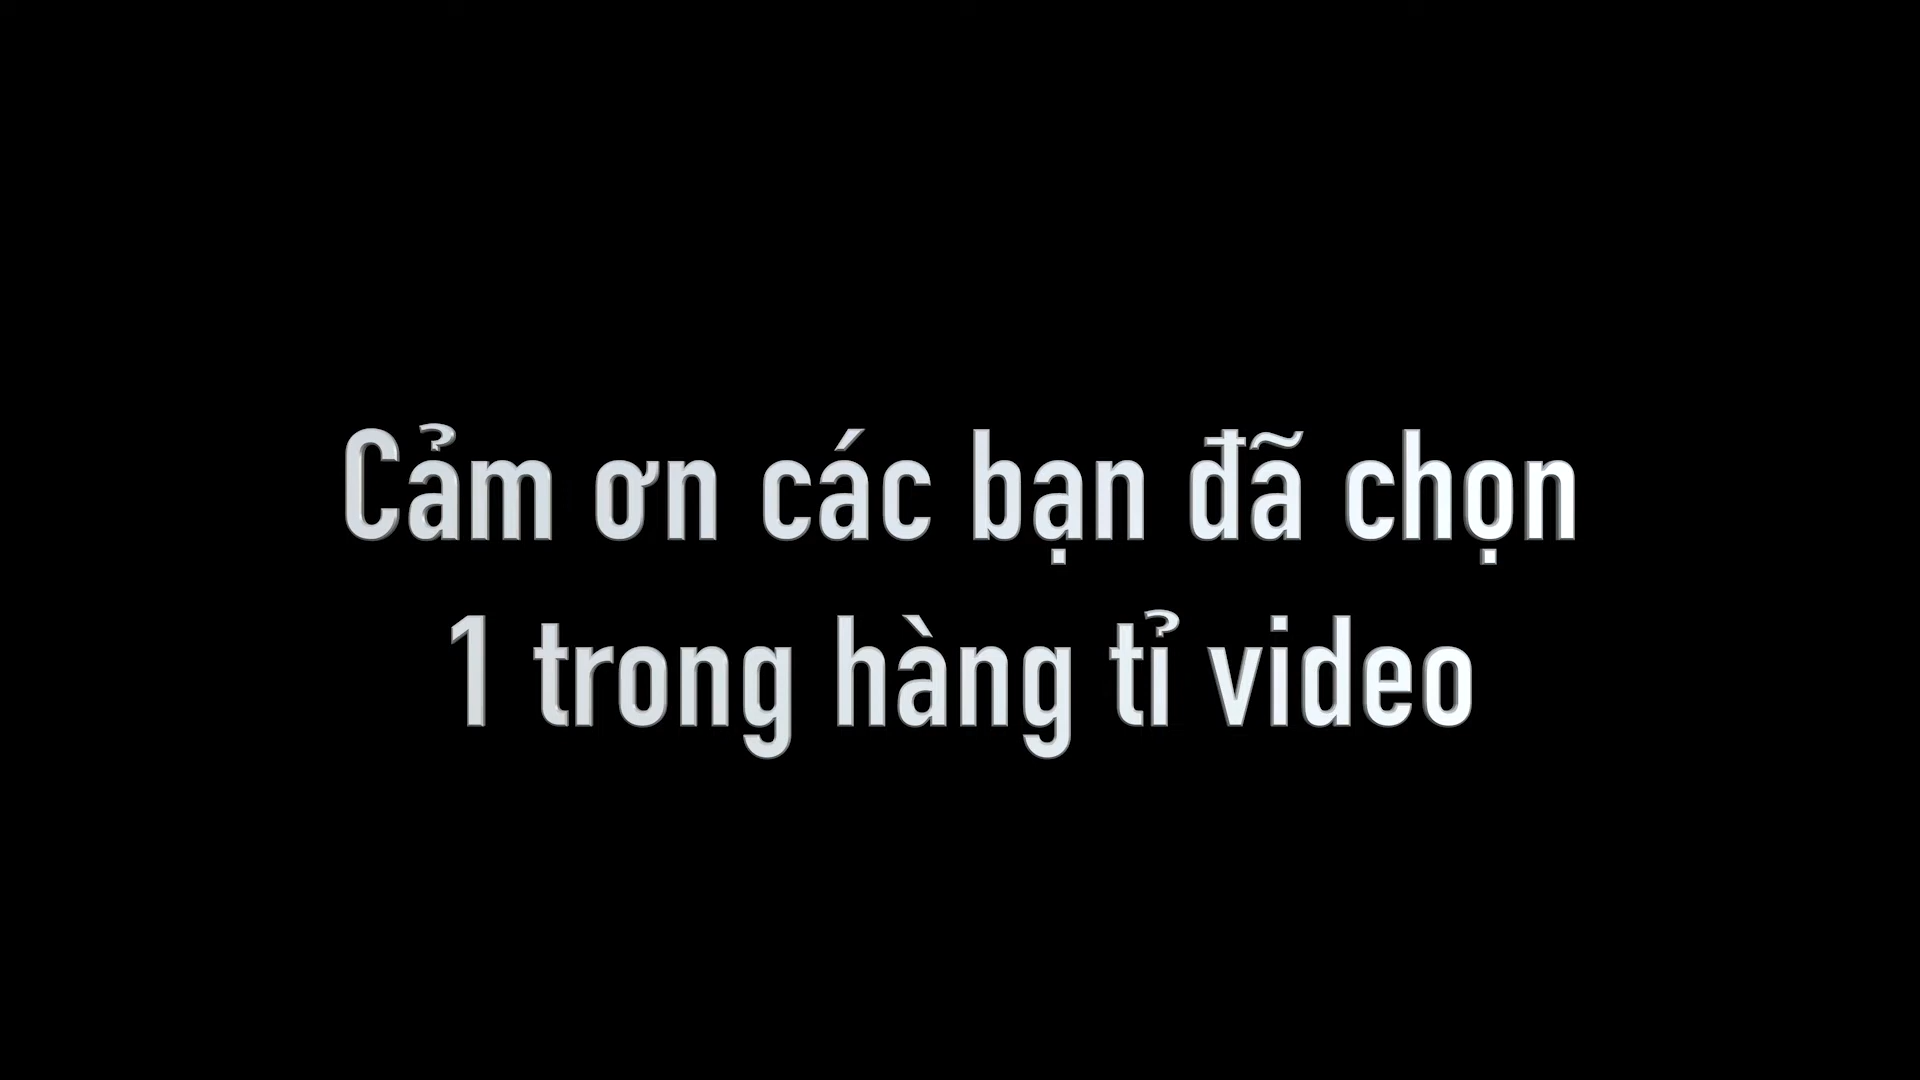 Cảm ơn các bạn đã chọn
1 trong hàng tỉ video